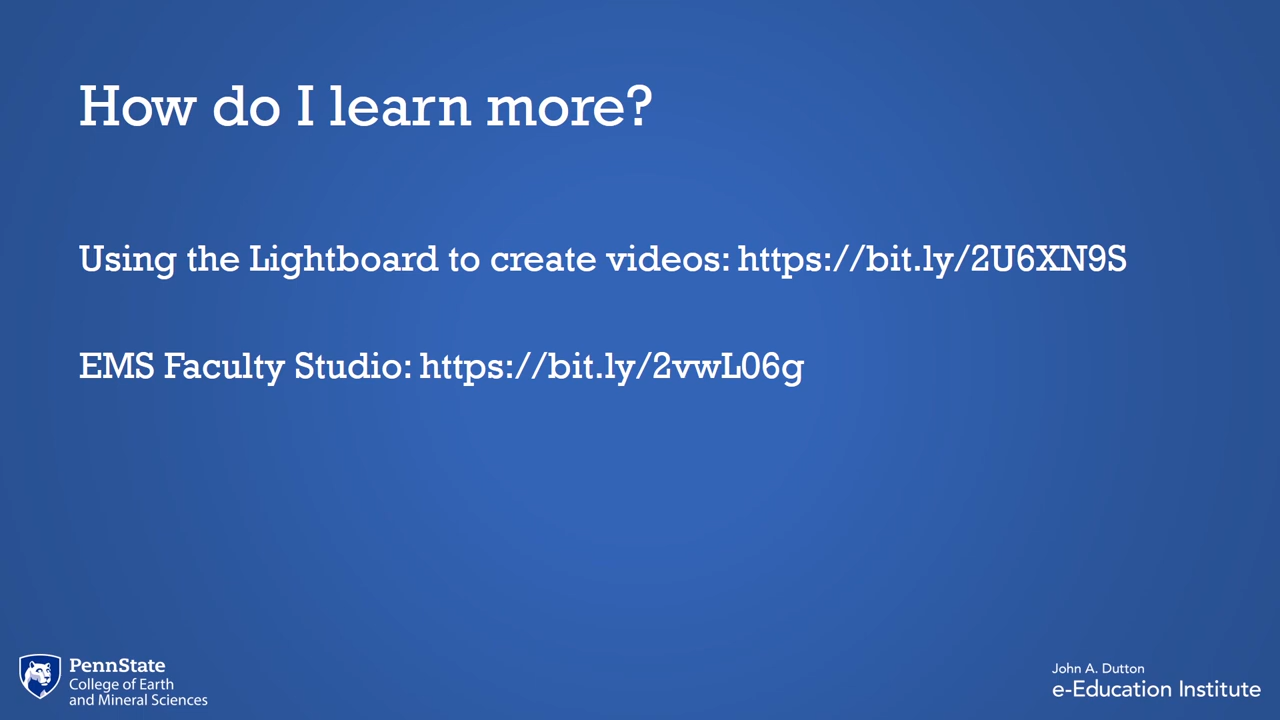 How do I learn more?
Using the Lightboard to create videos: https://bit.ly/2U6XN9S
EMS Faculty Studio: https://bit.ly/2vwL06g
PennState
College of Earth
and Mineral Sciences
John A. Dutton
e-Education Institute